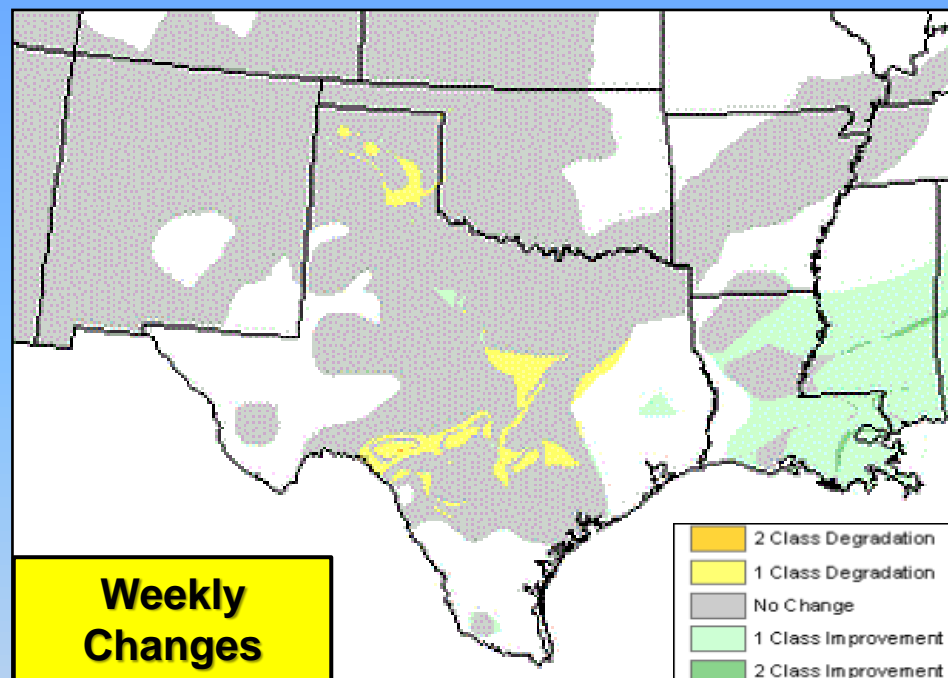 Weekly
Changes
2 Class Degradation
1 Class Degradation
No Change
1 Class Improvement
2 Class Improvement